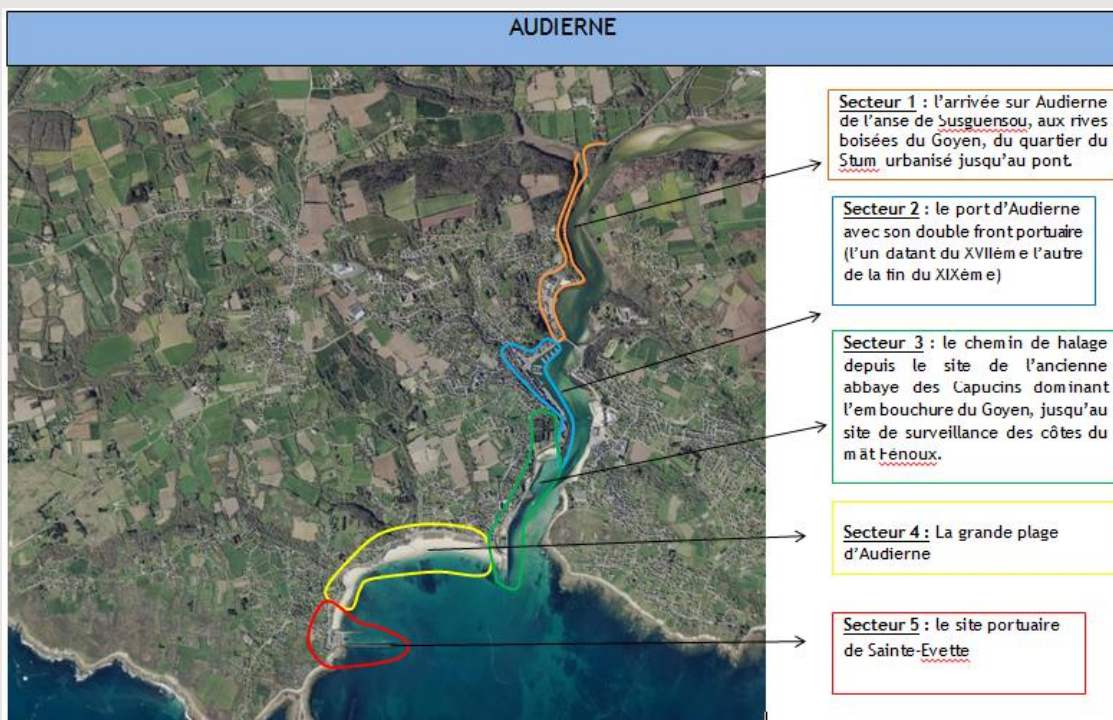 AUDIERNE
Secteur 1 : l'arrivée sur Audierne
de l'anse de Susguensou, aux rives
boisées du Goyen, du quartier du
Stum urbanisé jusqu'au pont.
Secteur 2 : le port d'Audierne
avec son double front portuaire
(l'un datant du XVIIème l'autre
de la fin du XIXème)
Secteur 3 : le chemin de halage
depuis le site de l'ancienne
abbaye des Capucins dominant
l'embouchure du Goyen, jusqu'au
site de surveillance des côtes du
mât Fénoux.
Secteur 4 : La grande plage
d'Audierne
Secteur 5 : le site portuaire
de Sainte-Evette